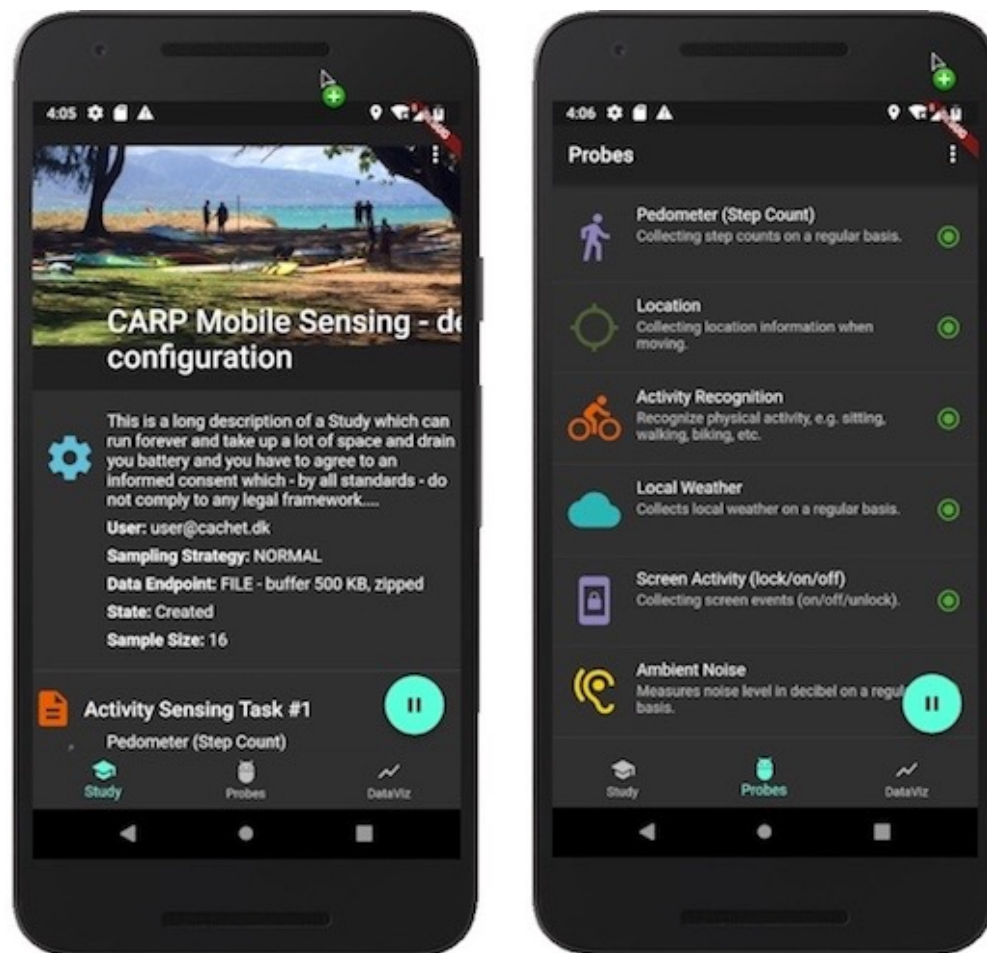 4:05
CARP Mobile Sensing - de
configuration
This is a long description of a Study which can
run forever and take up a lot of space and drain
you battery and you have to agree to an
informed consent which - by all standards - do
not comply to any legal framework....
User: user@cachet.dk
Sampling Strategy: NORMAL
Data Endpoint: FILE - buffer 500 KB, zipped
State: Created
Sample Size: 16
Activity Sensing Task #1
Pedometer (Step Count)
Study
Probes
DataViz
4:06
Probes
Pedometer (Step Count)
Collecting step counts on a regular basis.
Location
Collecting location information when
moving.
Activity Recognition
Recognize physical activity, e.g. sitting,
walking, biking, etc.
Local Weather
Collects local weather on a regular basis.
Screen Activity (lock/on/off)
Collecting screen events (on/off/unlock).
Ambient Noise
Measures noise level in decibel on a regul
basis.
Study
Probes
DataViz